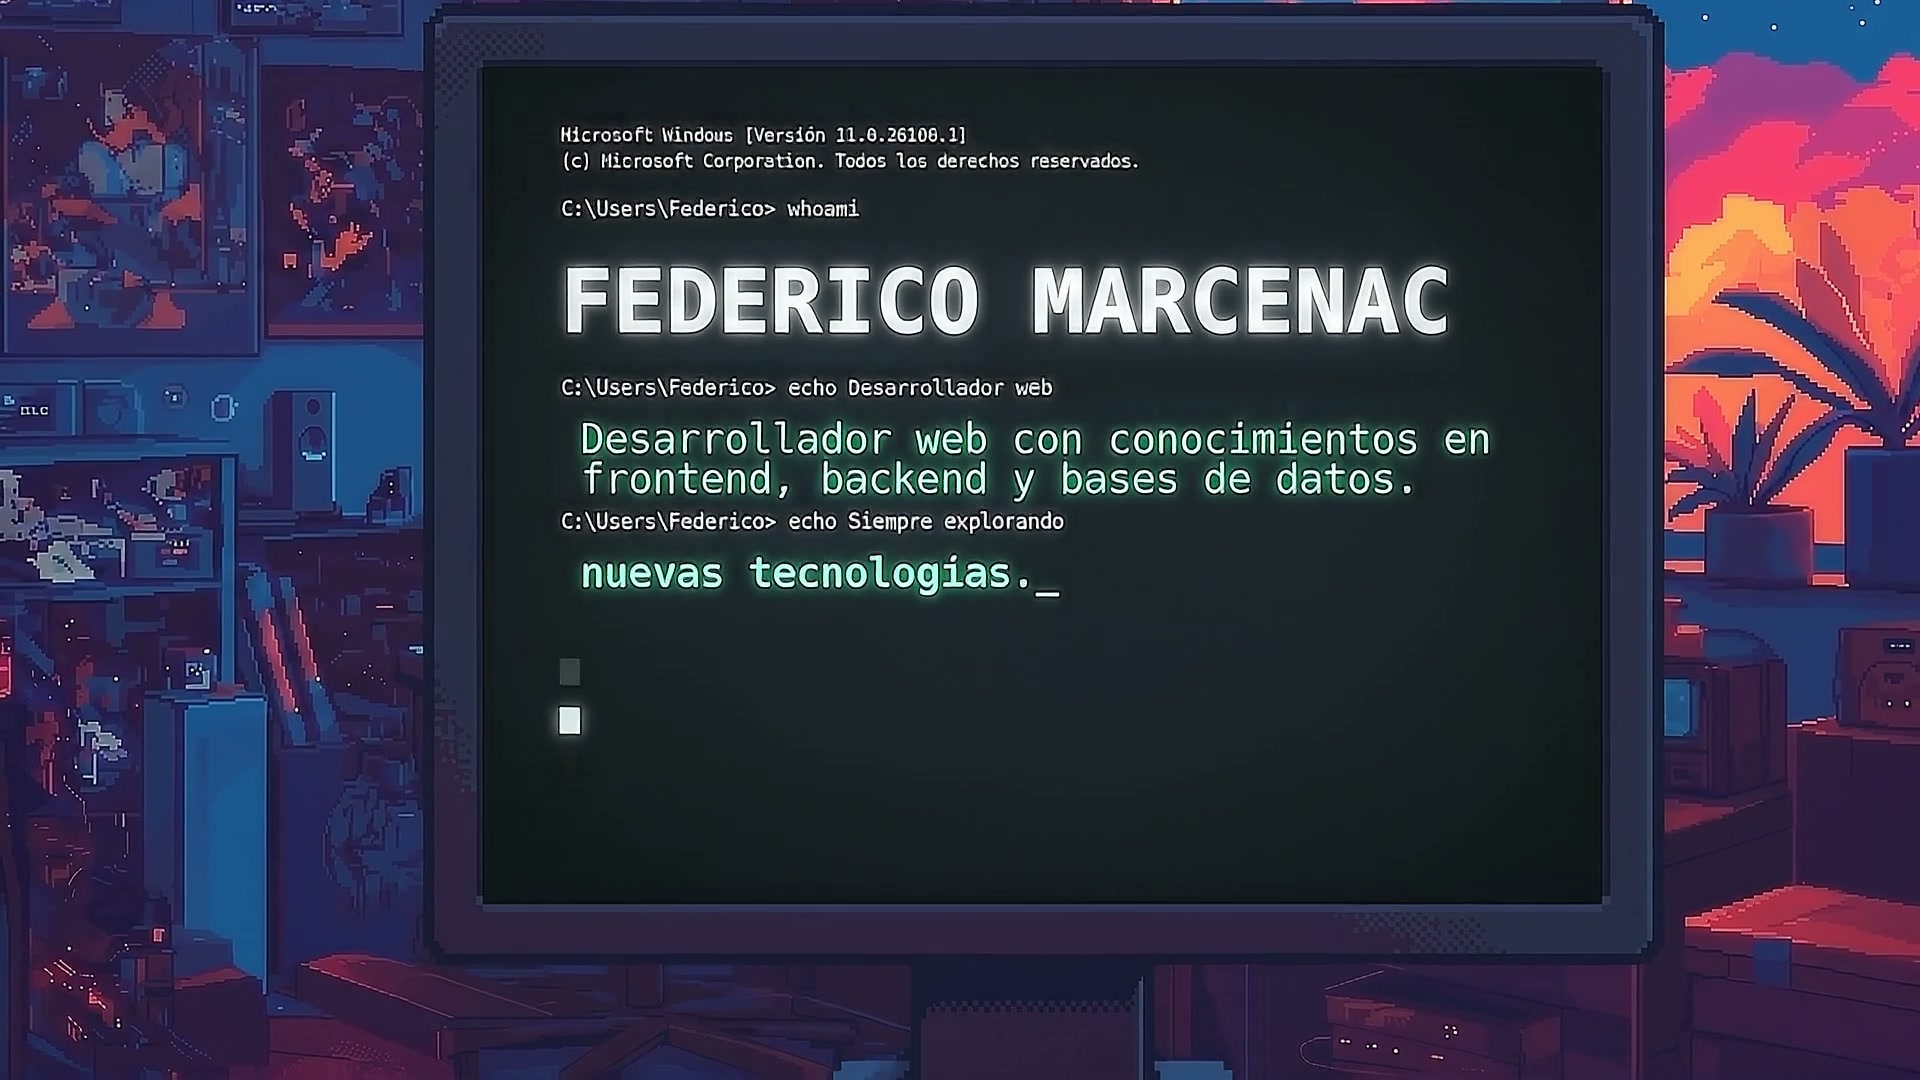 Microsoft Windows [Versión 11.0.26100.1]
(c) Microsoft Corporation. Todos los derechos reservados.
C:\Users\Federico> whoami
FEDERICO MARCENAC
C:\Users\Federico> echo Desarrollador web
Desarrollador web con conocimientos en
frontend, backend y bases de datos.
C:\Users\Federico> echo Siempre explorando
nuevas tecnologías._